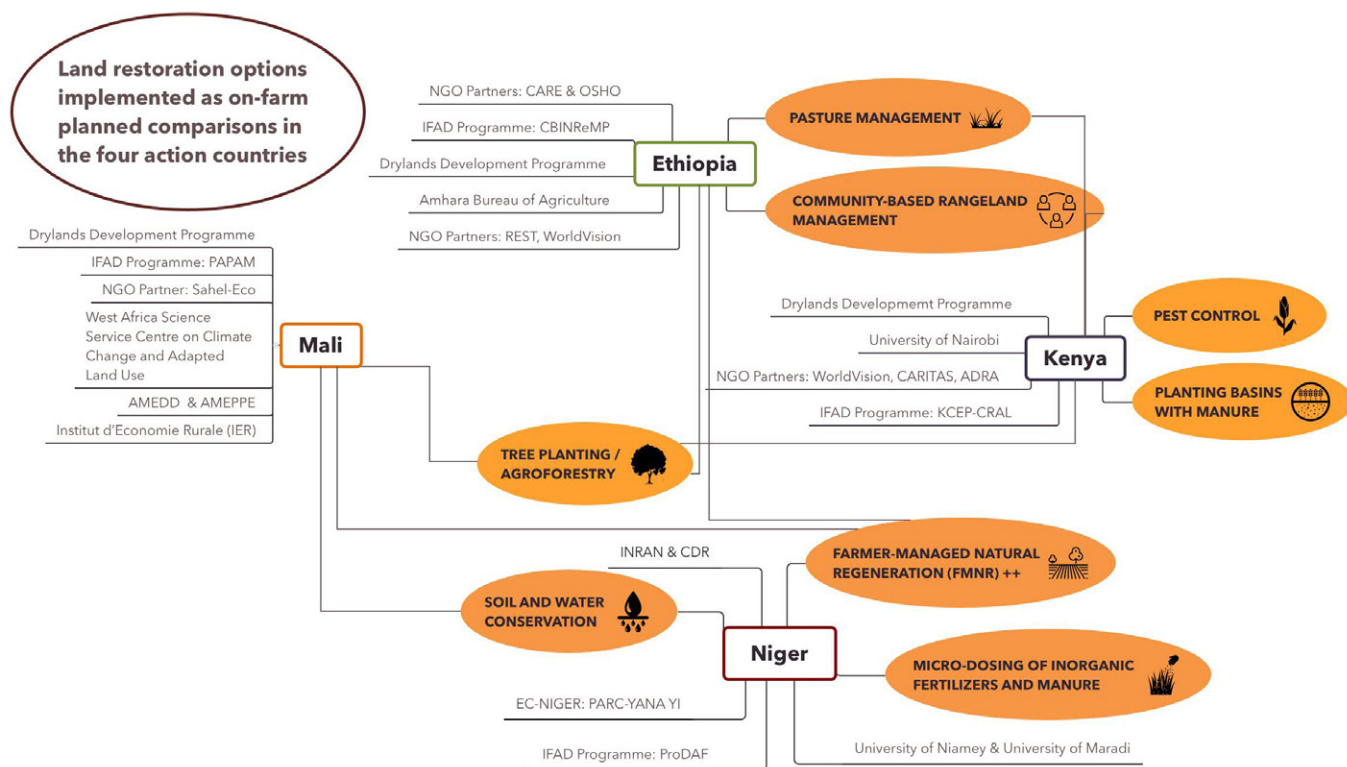 Land restoration options
implemented as on-farm
planned comparisons in
the four action countries
NGO Partners: CARE & OSHO
IFAD Programme: CBINReMP
Drylands Development Programme
Amhara Bureau of Agriculture
NGO Partners: REST, WorldVision
Ethiopia
PASTURE MANAGEMENT
COMMUNITY-BASED RANGELAND
MANAGEMENT
Drylands Development Programme
IFAD Programme: PAPAM
NGO Partner: Sahel-Eco
West Africa Science
Service Centre on Climate
Change and Adapted
Land Use
AMEDD & AMEPPE
Institut d'Economie Rurale (IER)
Mali
Drylands Developmemt Programme
University of Nairobi
NGO Partners: WorldVision, CARITAS, ADRA
IFAD Programme: KCEP-CRAL
Kenya
PEST CONTROL
PLANTING BASINS
WITH MANURE
TREE PLANTING /
AGROFORESTRY
INRAN & CDR
FARMER-MANAGED NATURAL
REGENERATION (FMNR) ++
SOIL AND WATER
CONSERVATION
Niger
MICRO-DOSING OF INORGANIC
FERTILIZERS AND MANURE
EC-NIGER: PARC-YANA YI
IFAD Programme: ProDAF
University of Niamey & University of Maradi